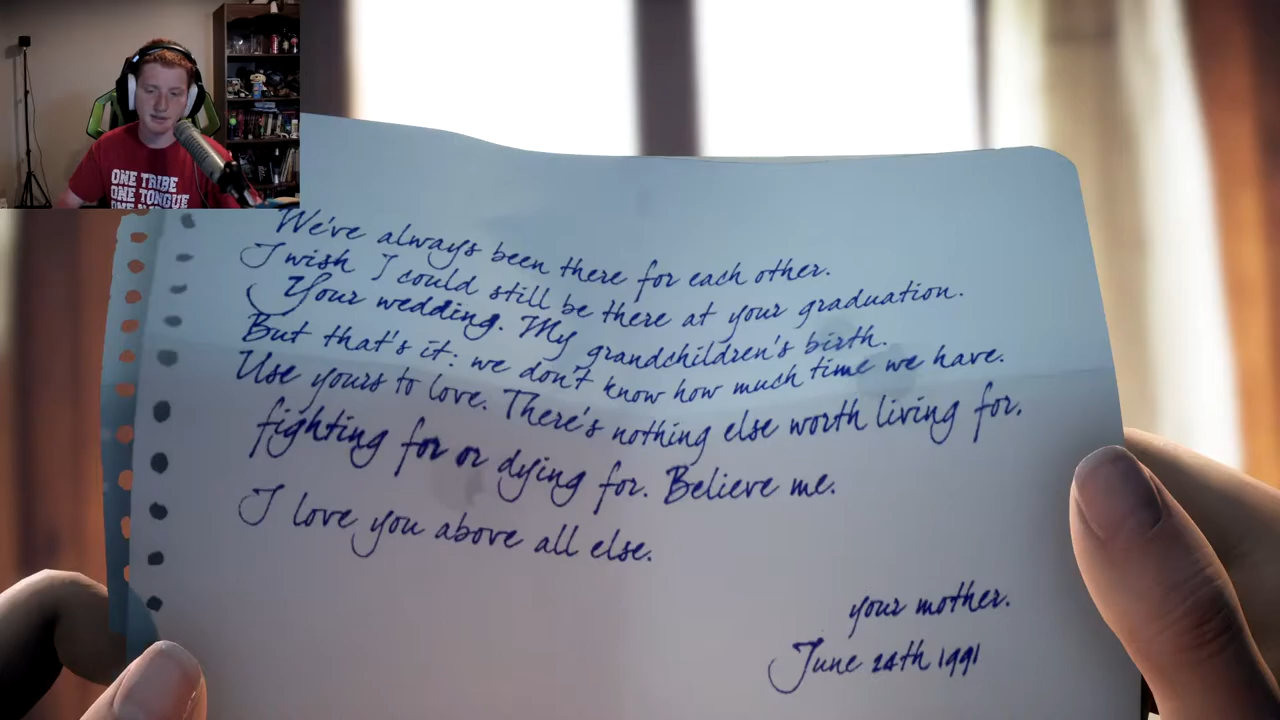 ONE TRIBE
ONE TONGUE
We've always been there for each other.
I wish I could still be there at your graduation.
Your wedding. My grandchildren's birth.
But that's it: we don't know how much time we have.
Use yours to love. There's nothing else worth living for.
fighting for or dying for. Believe me.
I love you above all else.
your mother.
June 24th 1991